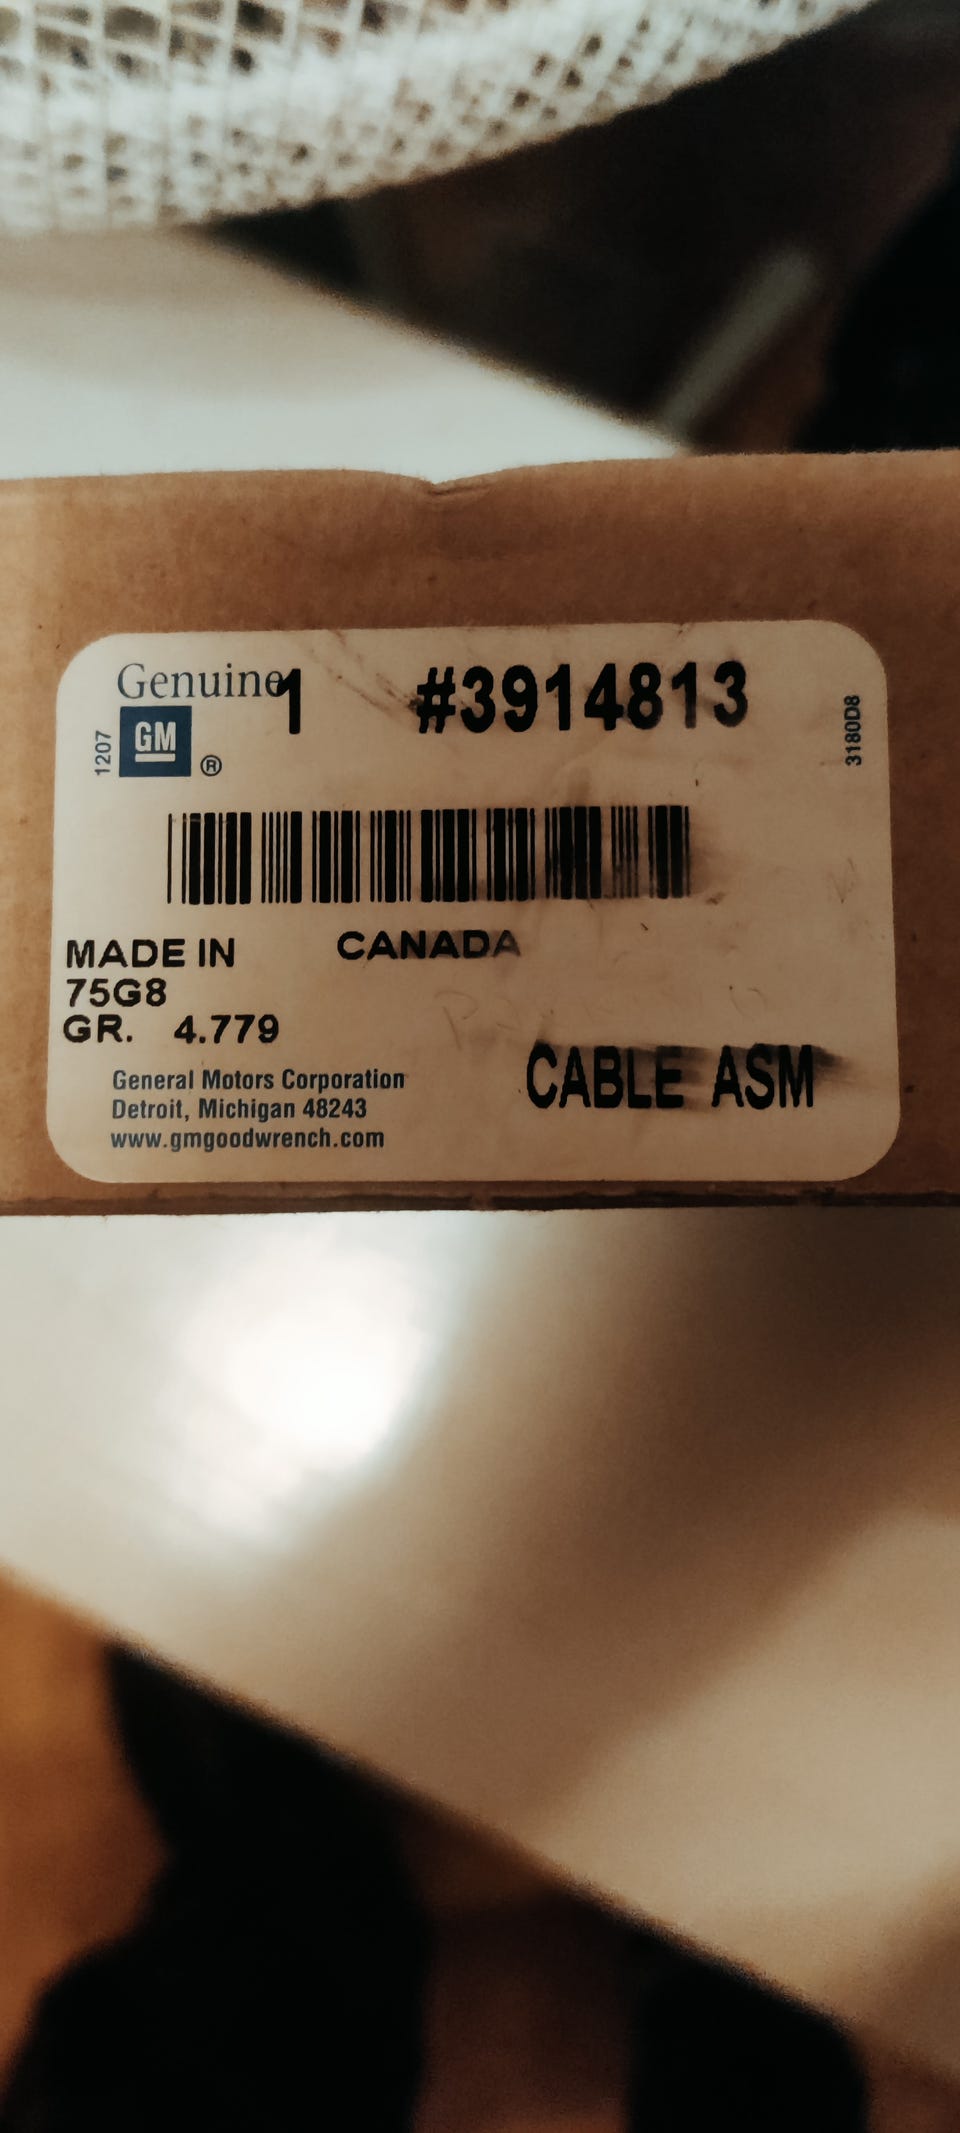 Genuine 1 #3914813
1207
GM
®
3180D8
MADE IN CANADA
75G8
GR. 4.779
CABLE ASM
General Motors Corporation
Detroit, Michigan 48243
www.gmgoodwrench.com